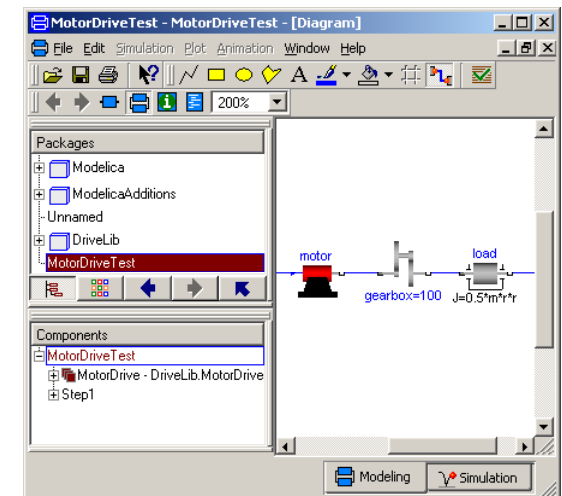 MotorDriveTest - MotorDriveTest - [Diagram]
File Edit Simulation Plot Animation Window Help
A
200%
Packages
Modelica
ModelicaAdditions
Unnamed
DriveLib
MotorDriveTest
motor
load
gearbox=100
J=0.5*m*r*r
Components
MotorDriveTest
MotorDrive - DriveLib.MotorDrive
Step1
Modeling
Simulation